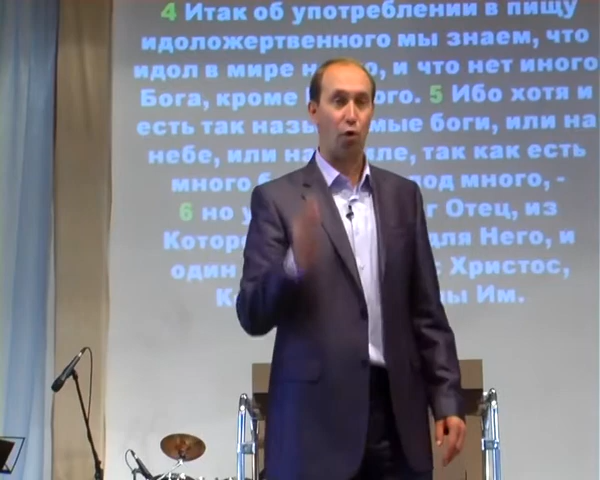 4 Итак об употреблении в пищу
идоложертвенного мы знаем, что
идол в мире и что нет иного
Бога, кроме 5 Ибо хотя и
есть так боги, или на
небе, или так как есть
много много, -
6 но Отец, из
для Него, и
один Христос,
Им.